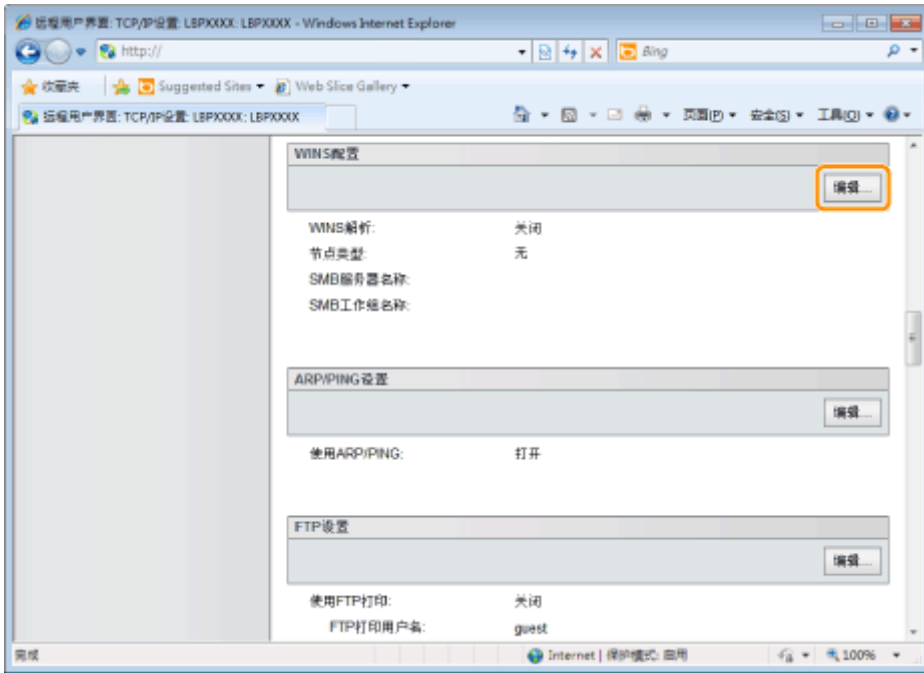 远程用户界面: TCP/IP设置: LBPXXXX: LBPXXXX - Windows Internet Explorer
http:// Bing
收藏夹 Suggested Sites Web Slice Gallery
远程用户界面: TCP/IP设置: LBPXXXX: LBPXXXX 页面(P) 安全(S) 工具(O)
WINS配置
编辑...
WINS解析: 关闭
节点类型: 无
SMB服务器名称:
SMB工作组名称:
ARP/PING设置
编辑...
使用ARP/PING: 打开
FTP设置
编辑...
使用FTP打印: 关闭
FTP打印用户名: guest
完成 Internet | 保护模式: 启用 100%